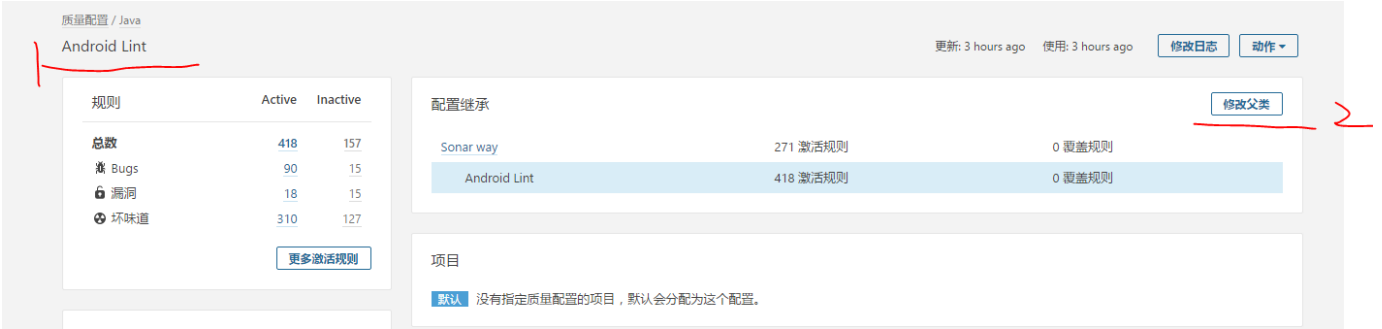 质量配置 / Java
Android Lint
更新: 3 hours ago 使用: 3 hours ago 修改日志 动作
规则 Active Inactive
总数 418 157
Bugs 90 15
漏洞 18 15
坏味道 310 127
更多激活规则
配置继承 修改父类 2
Sonar way 271 激活规则 0 覆盖规则
Android Lint 418 激活规则 0 覆盖规则
项目
默认 没有指定质量配置的项目，默认会分配为这个配置。
1